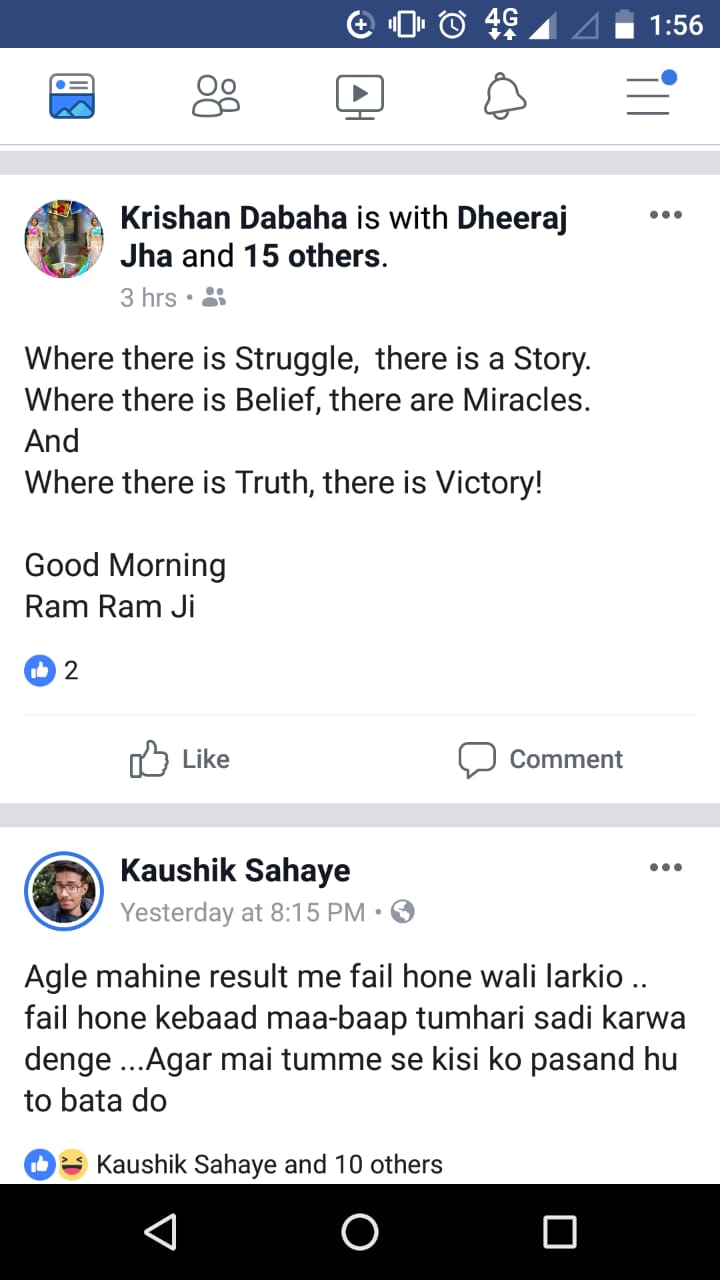 4G 1:56
Krishan Dabaha is with Dheeraj
Jha and 15 others.
3 hrs •
Where there is Struggle,  there is a Story.
Where there is Belief, there are Miracles.
And
Where there is Truth, there is Victory!
Good Morning
Ram Ram Ji
2
Like Comment
Kaushik Sahaye
Yesterday at 8:15 PM •
Agle mahine result me fail hone wali larkio ..
fail hone kebaad maa-baap tumhari sadi karwa
denge ...Agar mai tumme se kisi ko pasand hu
to bata do
Kaushik Sahaye and 10 others